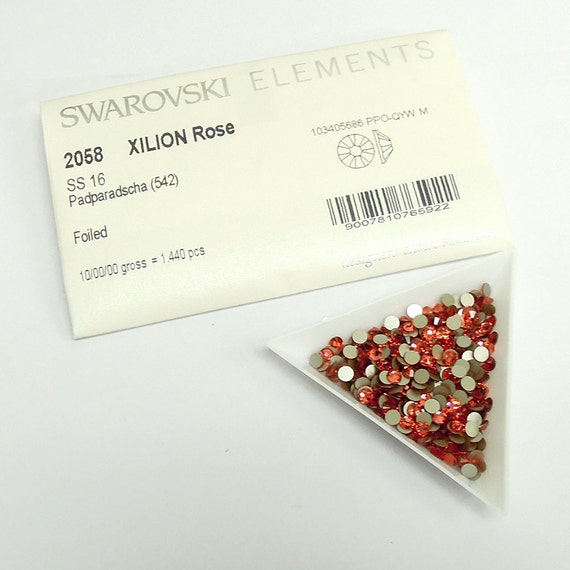 SWAROVSKI ELEMENTS
2058 XILION Rose
SS 16
Padparadscha (542)
Foiled
10/00/00 gross = 1,440 pcs
103405686 PPO-QYW M
9007810765922